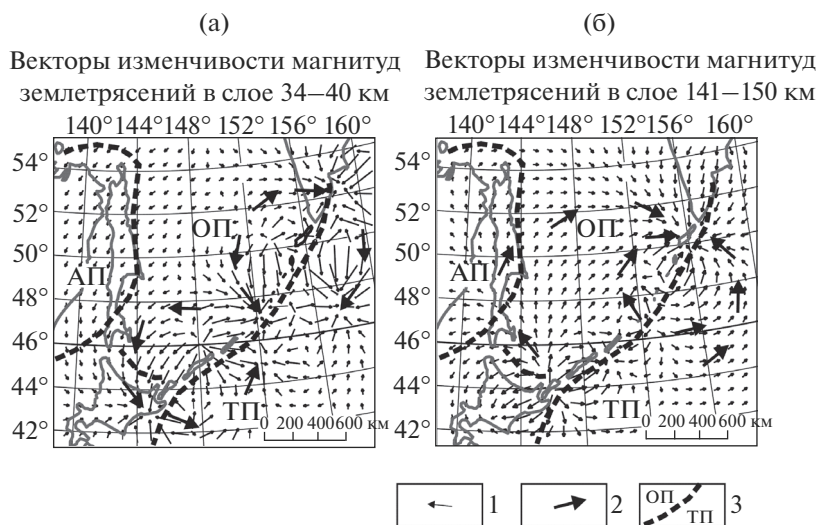 (а)
Векторы изменчивости магнитуд
землетрясений в слое 34–40 км
140° 144° 148° 152° 156° 160°
54°
52°
50°
48°
46°
44°
42°
ОП
АП
ТП
0 200 400 600 км
(б)
Векторы изменчивости магнитуд
землетрясений в слое 141–150 км
140° 144° 148° 152° 156° 160°
54°
52°
50°
48°
46°
44°
42°
ОП
АП
ТП
0 200 400 600 км
1
2
ОП
ТП
3